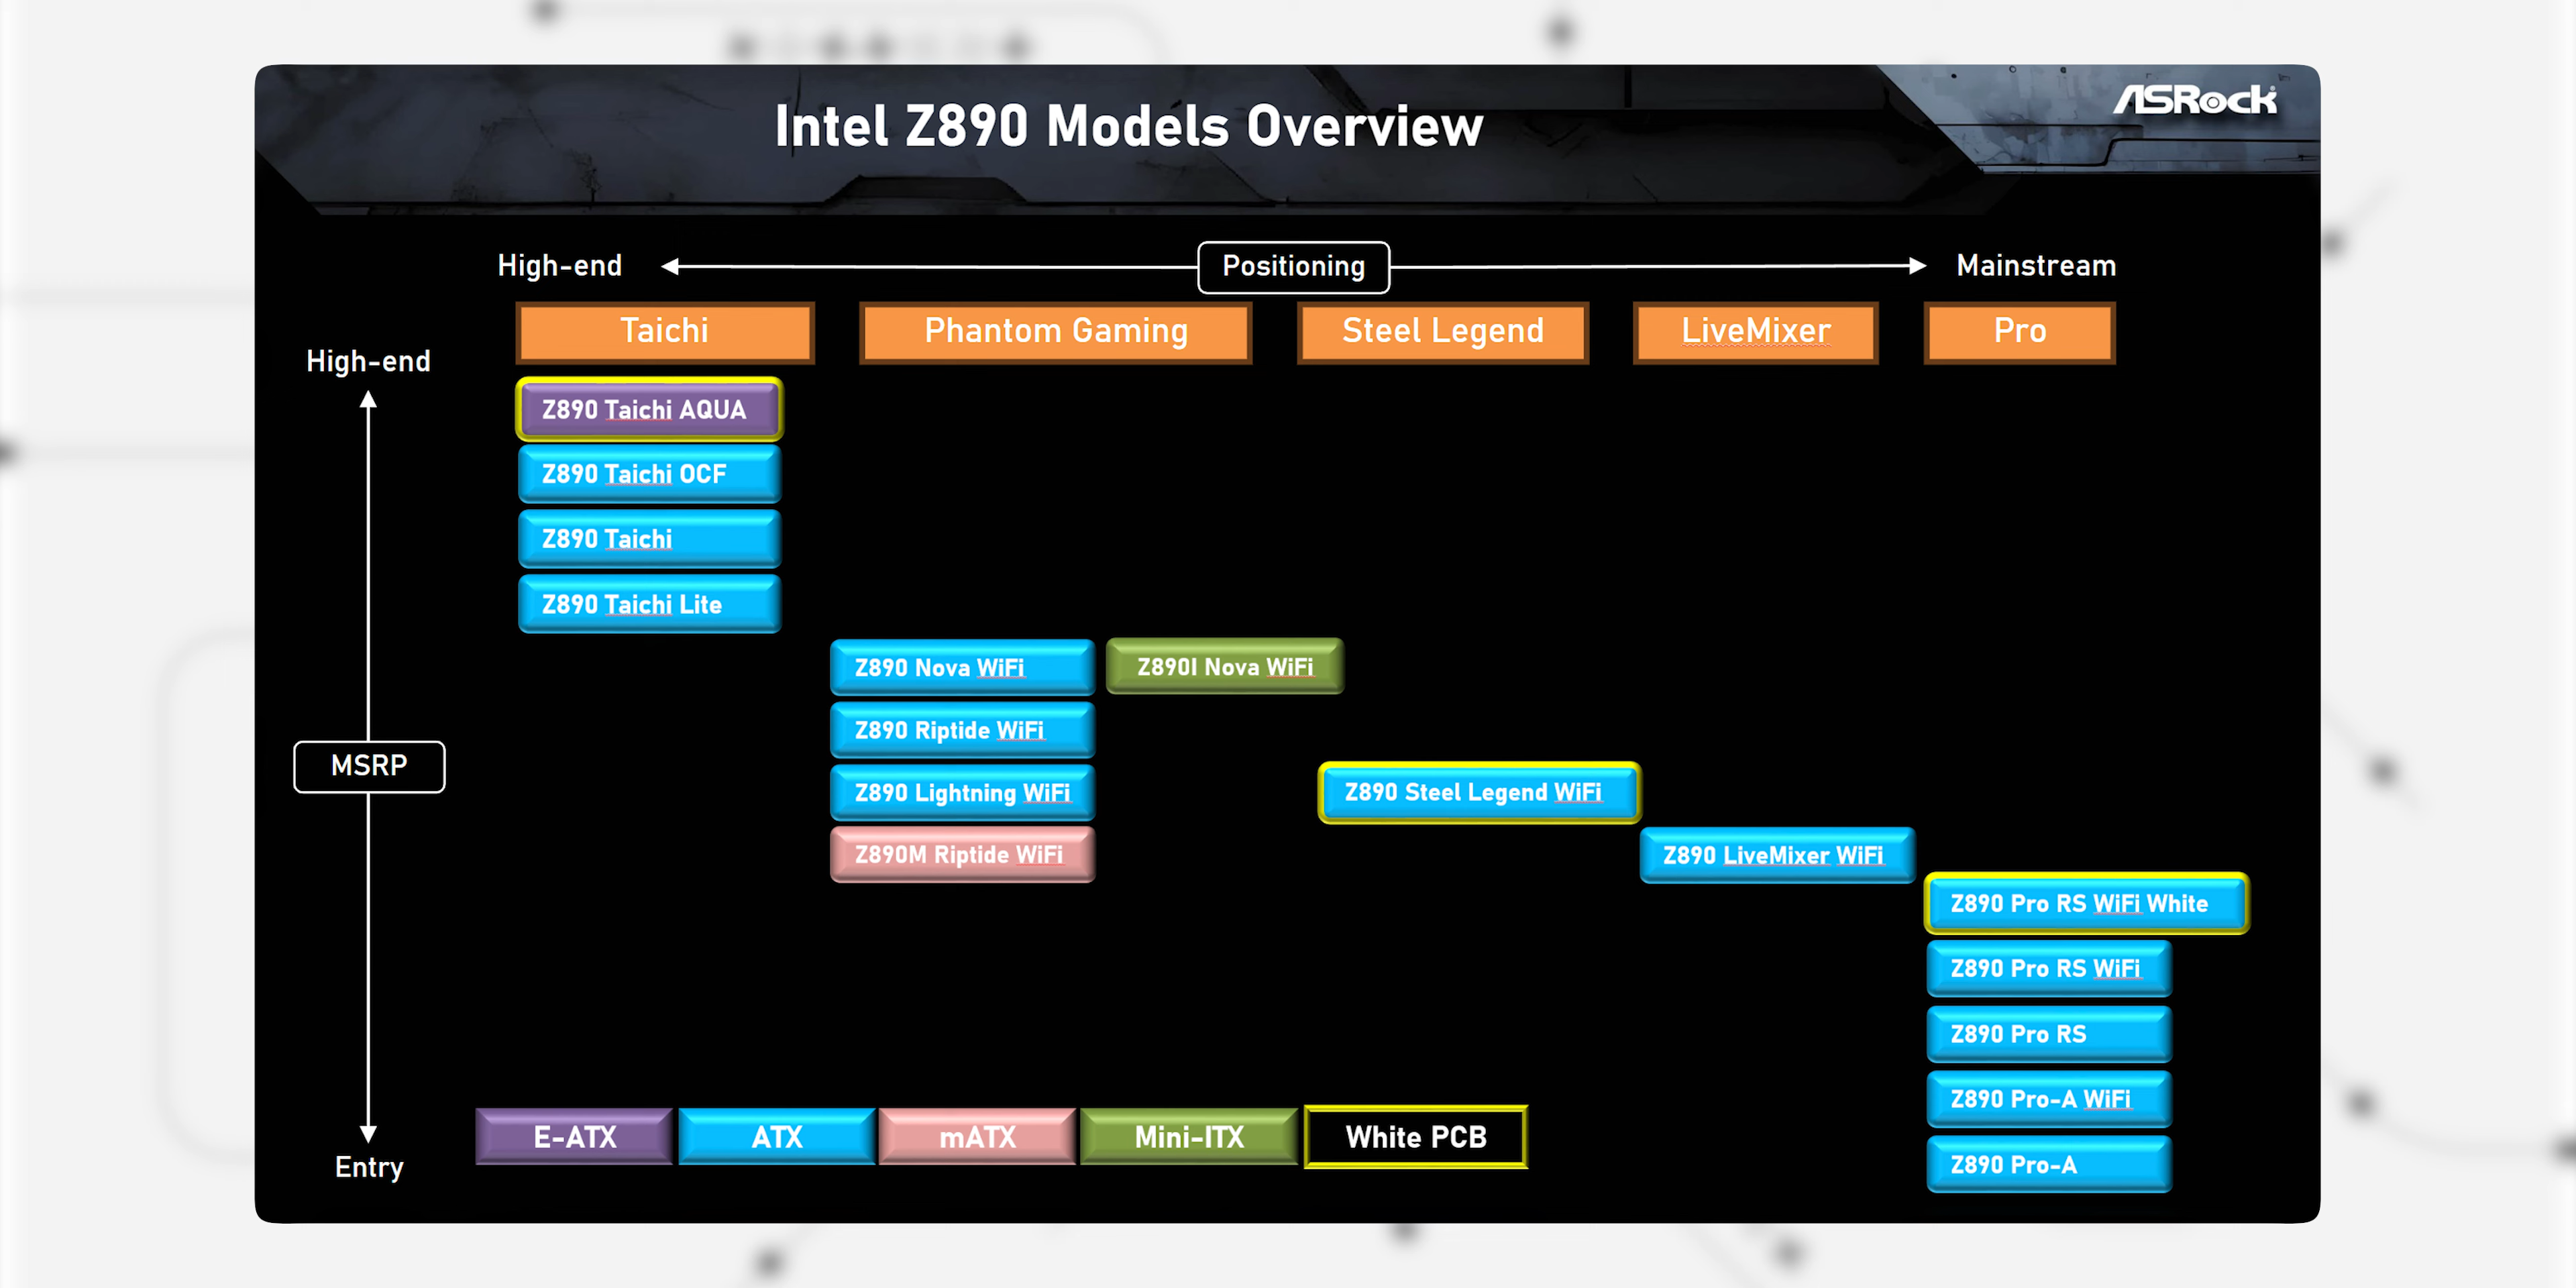 Intel Z890 Models Overview
ASRock
High-end
Positioning
Mainstream
Taichi
Phantom Gaming
Steel Legend
LiveMixer
Pro
High-end
MSRP
Entry
Z890 Taichi AQUA
Z890 Taichi OCF
Z890 Taichi
Z890 Taichi Lite
Z890 Nova WiFi
Z890I Nova WiFi
Z890 Riptide WiFi
Z890 Lightning WiFi
Z890M Riptide WiFi
Z890 Steel Legend WiFi
Z890 LiveMixer WiFi
Z890 Pro RS WiFi White
Z890 Pro RS WiFi
Z890 Pro RS
Z890 Pro-A WiFi
Z890 Pro-A
E-ATX
ATX
mATX
Mini-ITX
White PCB